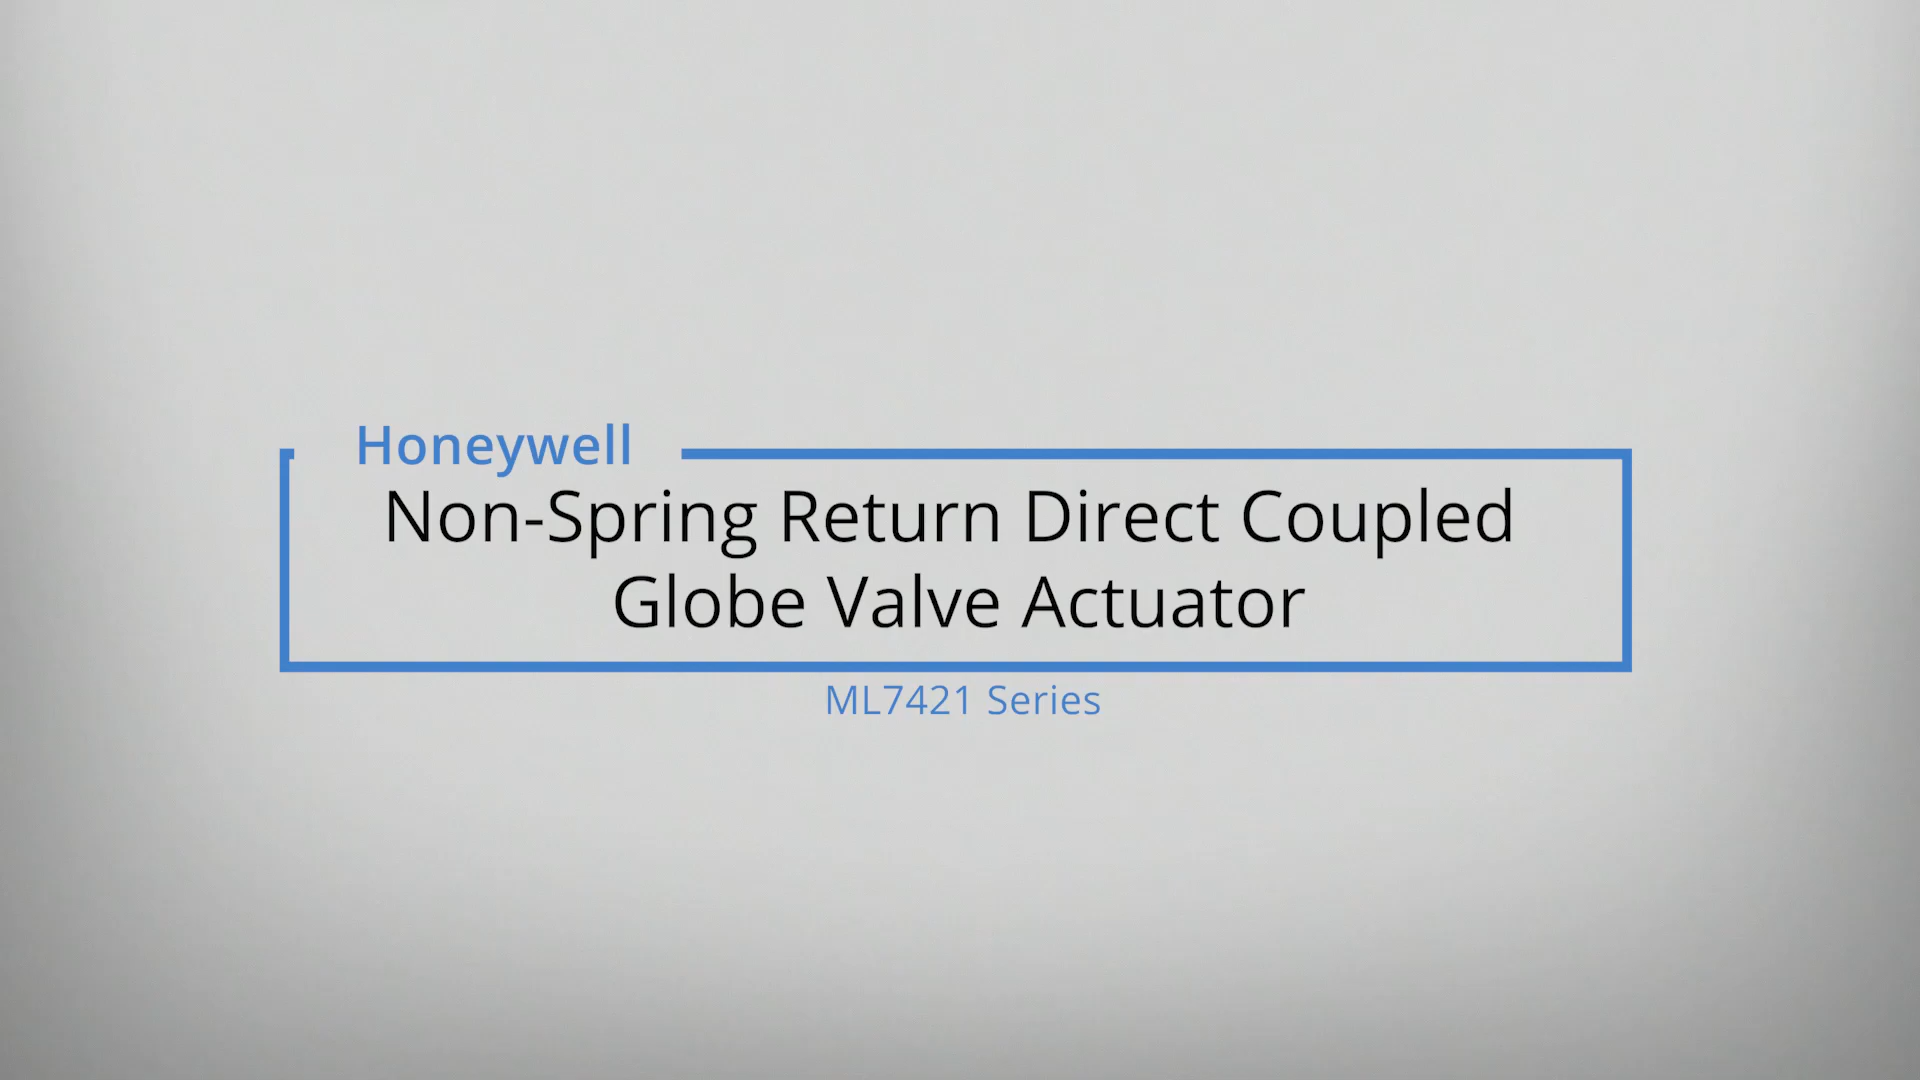 Honeywell
Non-Spring Return Direct Coupled
Globe Valve Actuator
ML7421 Series